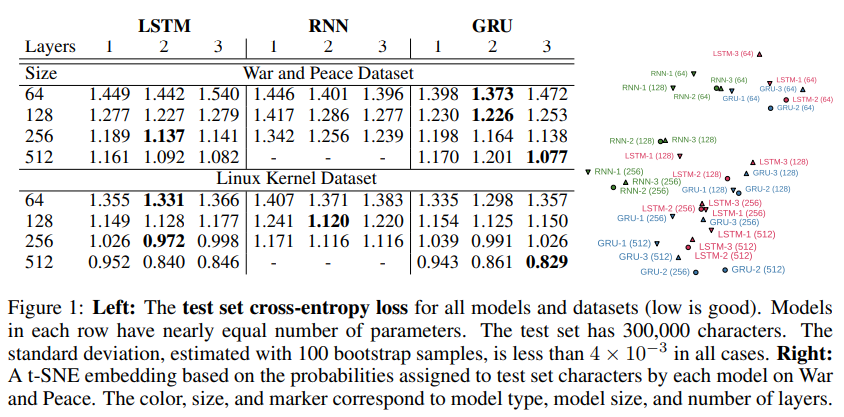 LSTM RNN GRU
Layers 1 2 3 1 2 3 1 2 3
Size War and Peace Dataset
64 1.449 1.442 1.540 1.446 1.401 1.396 1.398 1.373 1.472
128 1.277 1.227 1.279 1.417 1.286 1.277 1.230 1.226 1.253
256 1.189 1.137 1.141 1.342 1.256 1.239 1.198 1.164 1.138
512 1.161 1.092 1.082 - - - 1.170 1.201 1.077
Linux Kernel Dataset
64 1.355 1.331 1.366 1.407 1.371 1.383 1.335 1.298 1.357
128 1.149 1.128 1.177 1.241 1.120 1.220 1.154 1.125 1.150
256 1.026 0.972 0.998 1.171 1.116 1.116 1.039 0.991 1.026
512 0.952 0.840 0.846 - - - 0.943 0.861 0.829
LSTM-3 (64)
RNN-1 (64)
RNN-3 (64)
LSTM-1 (64)
RNN-1 (128)
GRU-3 (64)
RNN-2 (64)
GRU-1 (64)
LSTM-2 (64)
GRU-2 (64)
RNN-2 (128)
RNN-3 (128)
LSTM-1 (128)
LSTM-3 (128)
RNN-1 (256)
LSTM-2 (128)
GRU-3 (128)
RNN-3 (256)
RNN-2 (256)
GRU-1 (128)
GRU-2 (128)
LSTM-3 (256)
LSTM-2 (256)
LSTM-1 (256)
GRU-1 (256)
GRU-3 (256)
LSTM-1 (512)
GRU-1 (512)
LSTM-3 (512)
GRU-3 (512)
LSTM-2 (512)
GRU-2 (256)
GRU-2 (512)
Figure 1: Left: The test set cross-entropy loss for all models and datasets (low is good). Models
in each row have nearly equal number of parameters. The test set has 300,000 characters. The
standard deviation, estimated with 100 bootstrap samples, is less than 4 × 10⁻³ in all cases. Right:
A t-SNE embedding based on the probabilities assigned to test set characters by each model on War
and Peace. The color, size, and marker correspond to model type, model size, and number of layers.